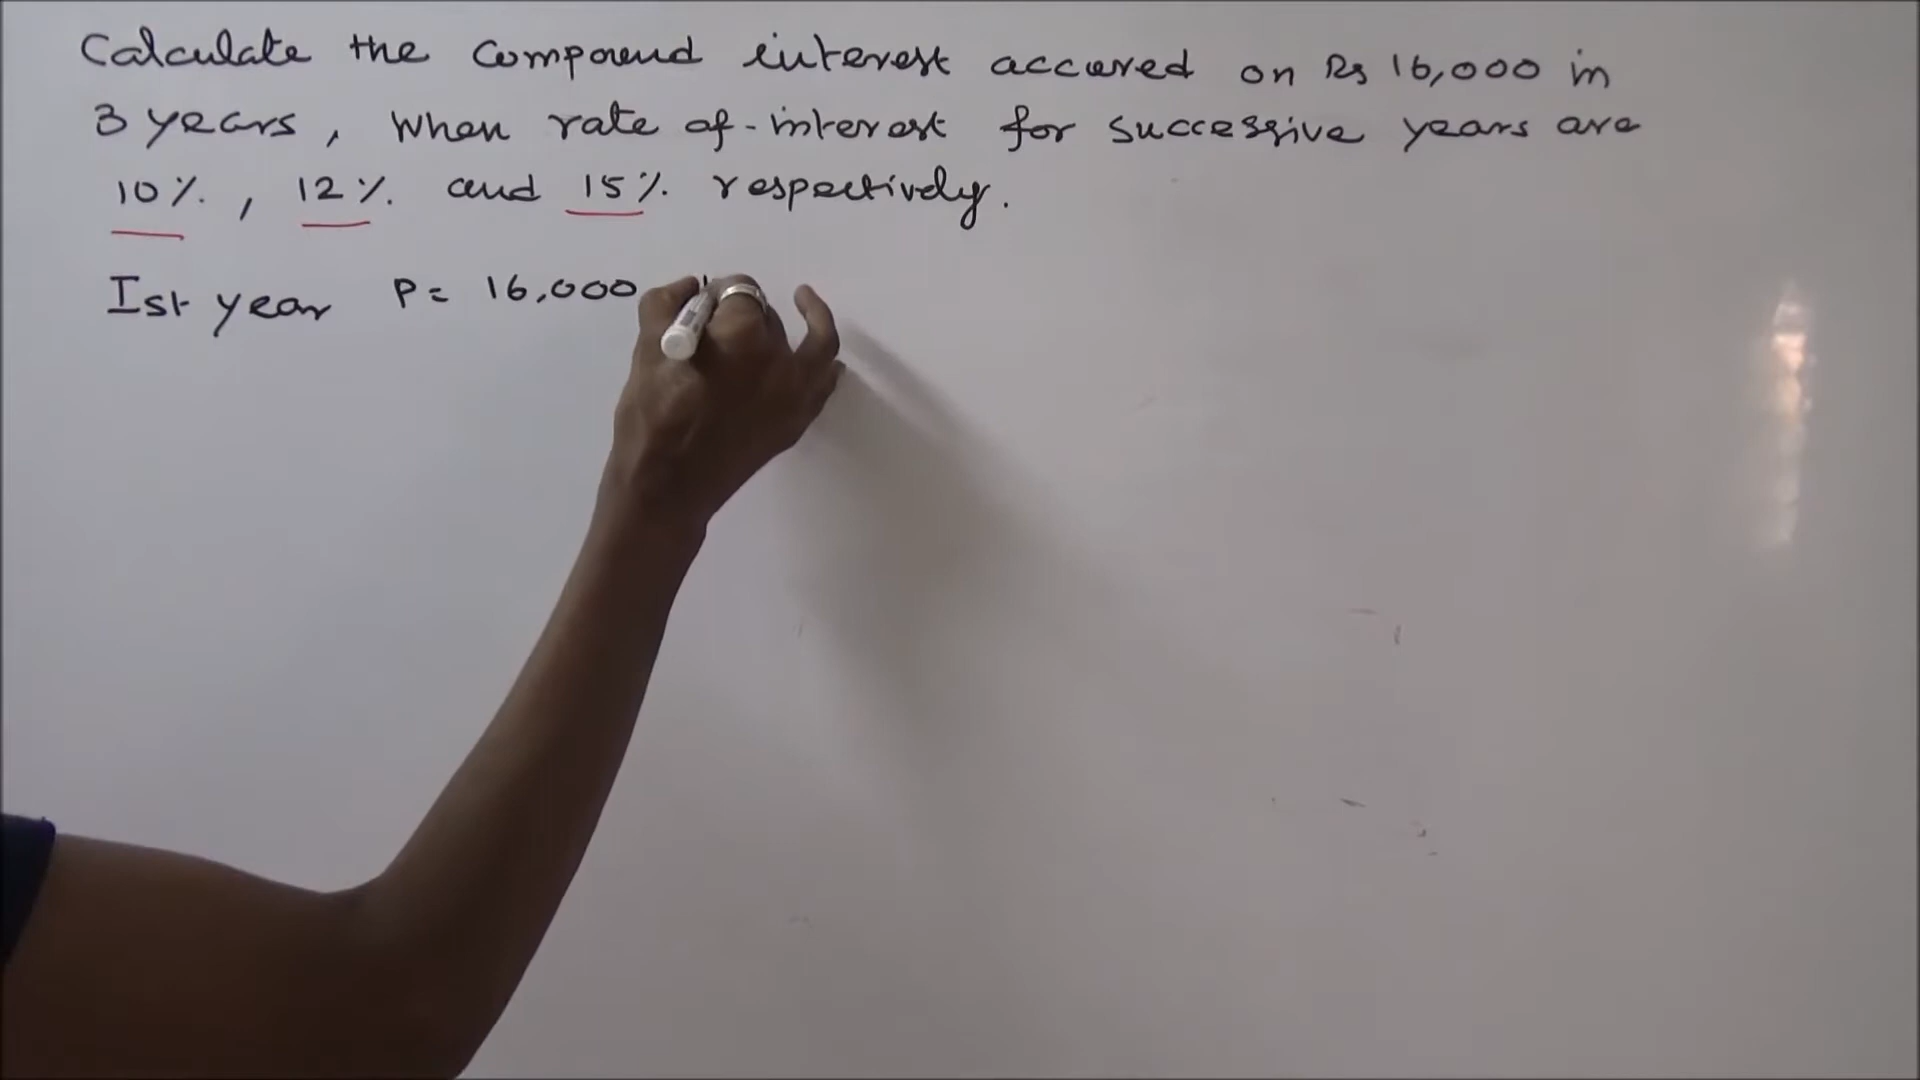 Calculate the compound interest accured on Rs 16,000 in
3 years, when rate of interest for successive years are
10%, 12% and 15% respectively.
Ist year P= 16,000